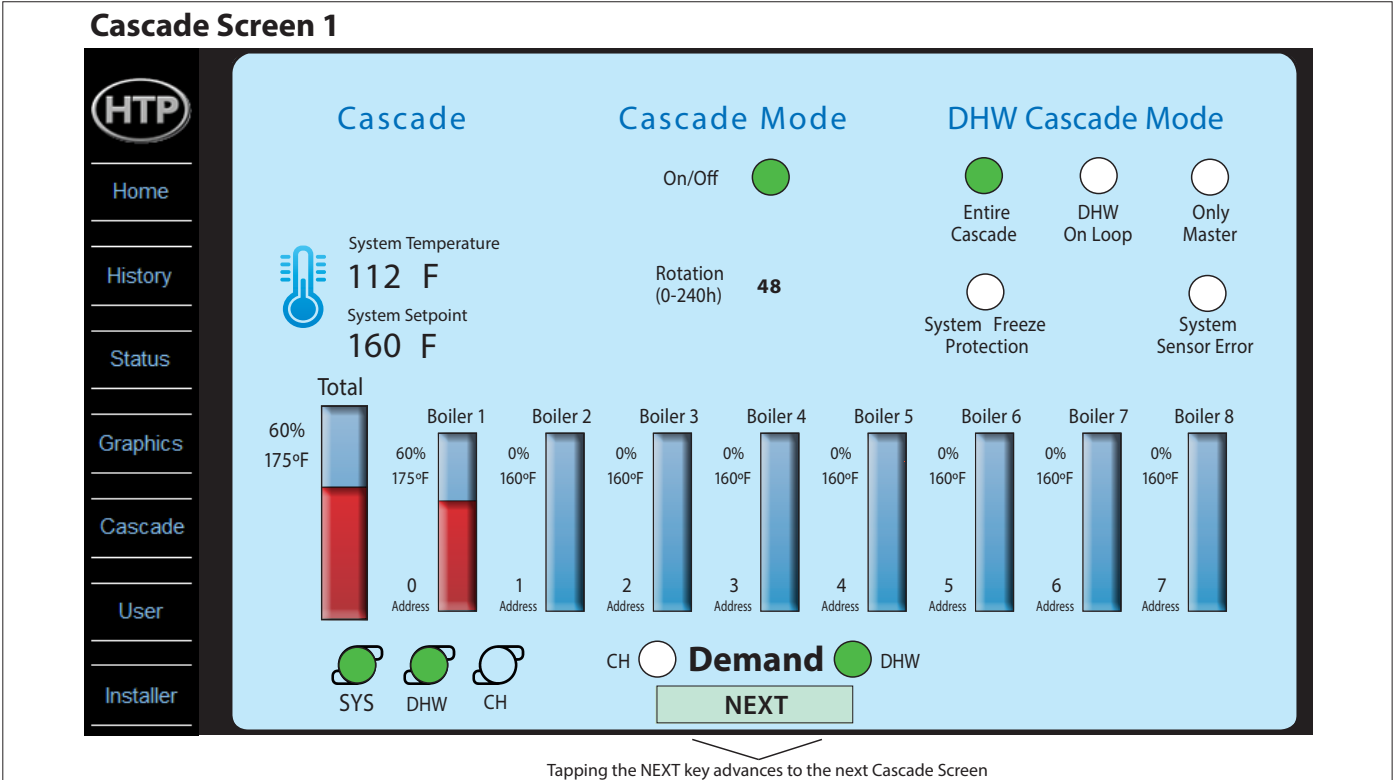 Cascade Screen 1
HTP
Home
History
Status
Graphics
Cascade
User
Installer
Cascade
Cascade Mode
DHW Cascade Mode
On/Off
Entire
Cascade
DHW
On Loop
Only
Master
System Temperature
112 F
System Setpoint
160 F
Rotation
(0-240h)
48
System Freeze
Protection
System
Sensor Error
Total
60%
175ºF
Boiler 1
60%
175ºF
0
Address
Boiler 2
0%
160ºF
1
Address
Boiler 3
0%
160ºF
2
Address
Boiler 4
0%
160ºF
3
Address
Boiler 5
0%
160ºF
4
Address
Boiler 6
0%
160ºF
5
Address
Boiler 7
0%
160ºF
6
Address
Boiler 8
0%
160ºF
7
Address
SYS
DHW
CH
CH Demand DHW
NEXT
Tapping the NEXT key advances to the next Cascade Screen